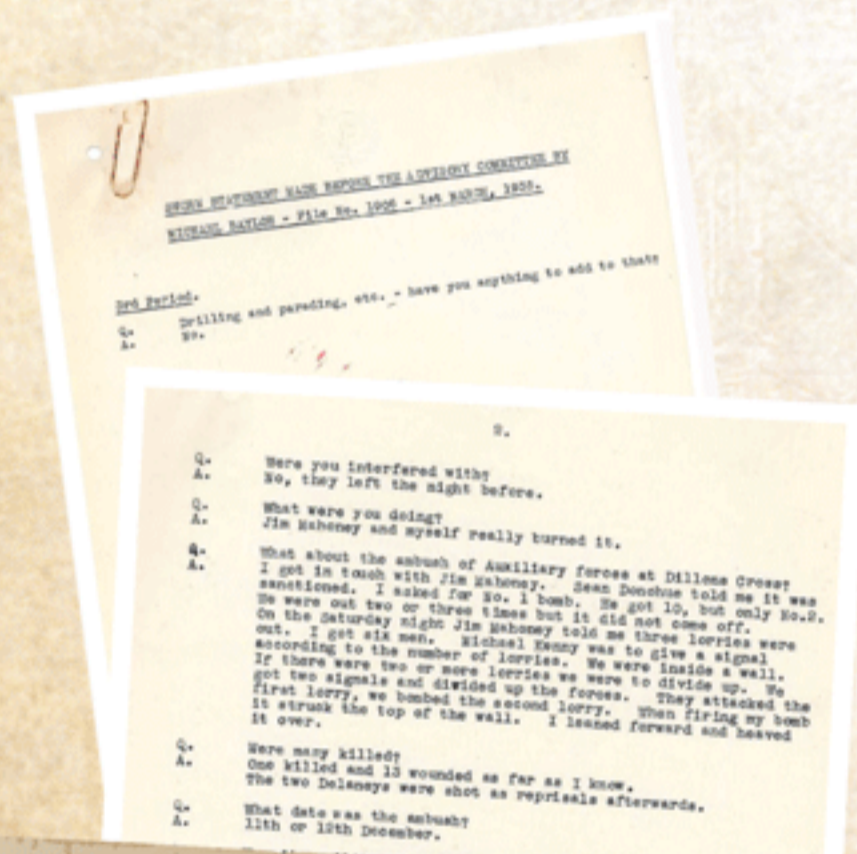 SWORN STATEMENT MADE BEFORE THE ADVISORY COMMITTEE BY
MICHAEL BAYLOR - File No. 1906 - 1st MARCH, 1935.
3rd Period.
Q. Drilling and parading, etc. - have you anything to add to that?
A. No.
2.
Q. Were you interfered with?
A. No, they left the night before.
Q. What were you doing?
A. Jim Mahoney and myself really burned it.
Q. What about the ambush of Auxiliary forces at Dillons Cross?
A. I got in touch with Jim Mahoney. Sean Donohue told me it was
sanctioned. I asked for No. 1 bomb. He got 10, but only No.2.
We were out two or three times but it did not come off.
On the Saturday night Jim Mahoney told me three lorries were
out. I got six men. Michael Kenny was to give a signal
according to the number of lorries. We were inside a wall.
If there were two or more lorries we were to divide up. We
got two signals and divided up the forces. They attacked the
first lorry, we bombed the second lorry. When firing my bomb
it struck the top of the wall. I leaned forward and heaved
it over.
Q. Were many killed?
A. One killed and 13 wounded as far as I know.
The two Delaneys were shot as reprisals afterwards.
Q. What date was the ambush?
A. 11th or 12th December.